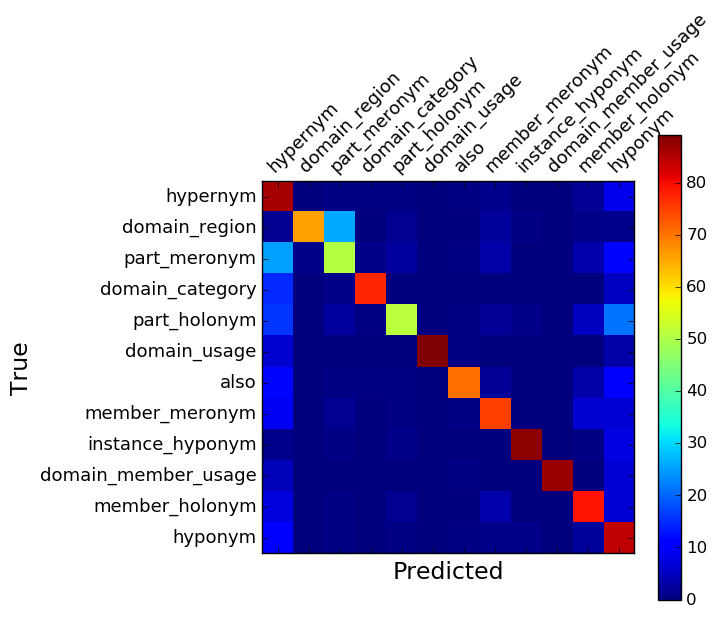 hypernym
domain_region
part_meronym
domain_category
part_holonym
domain_usage
also
member_meronym
instance_hyponym
domain_member_usage
member_holonym
hyponym
True
hypernym
domain_region
part_meronym
domain_category
part_holonym
domain_usage
also
member_meronym
instance_hyponym
domain_member_usage
member_holonym
hyponym
Predicted
80
70
60
50
40
30
20
10
0